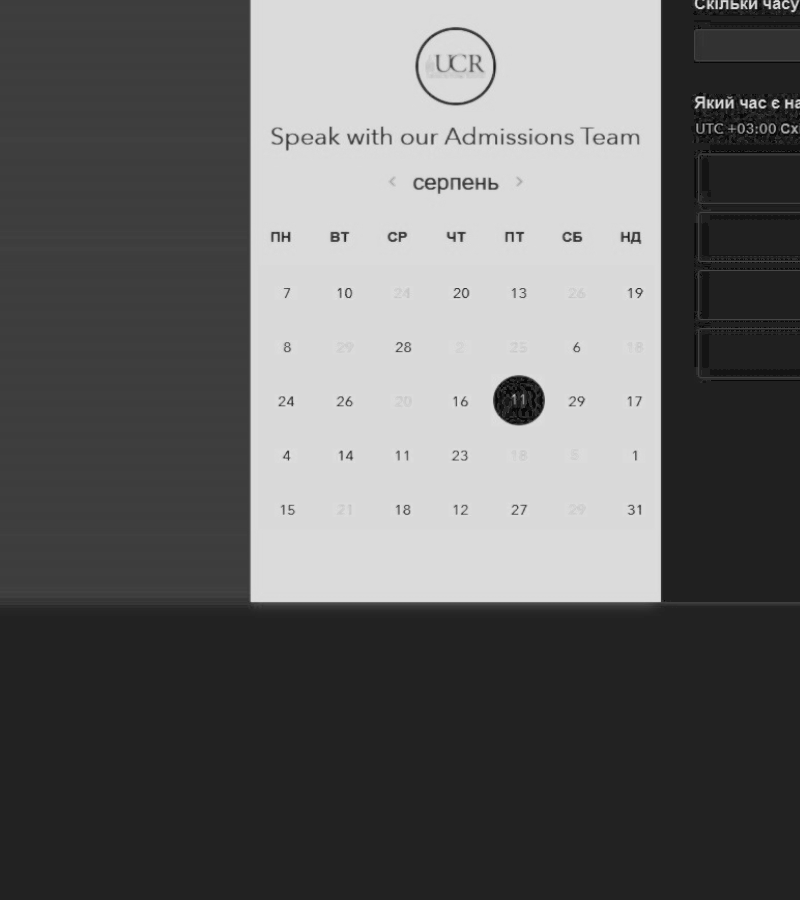 Скільки часу
UCR
Speak with our Admissions Team
Який час є на
UTC +03:00 Сх
< серпень >
ПН ВТ СР ЧТ ПТ СБ НД
7 10 24 20 13 26 19
8 29 28 2 25 6 18
24 26 20 16 11 29 17
4 14 11 23 18 5 1
15 21 18 12 27 29 31